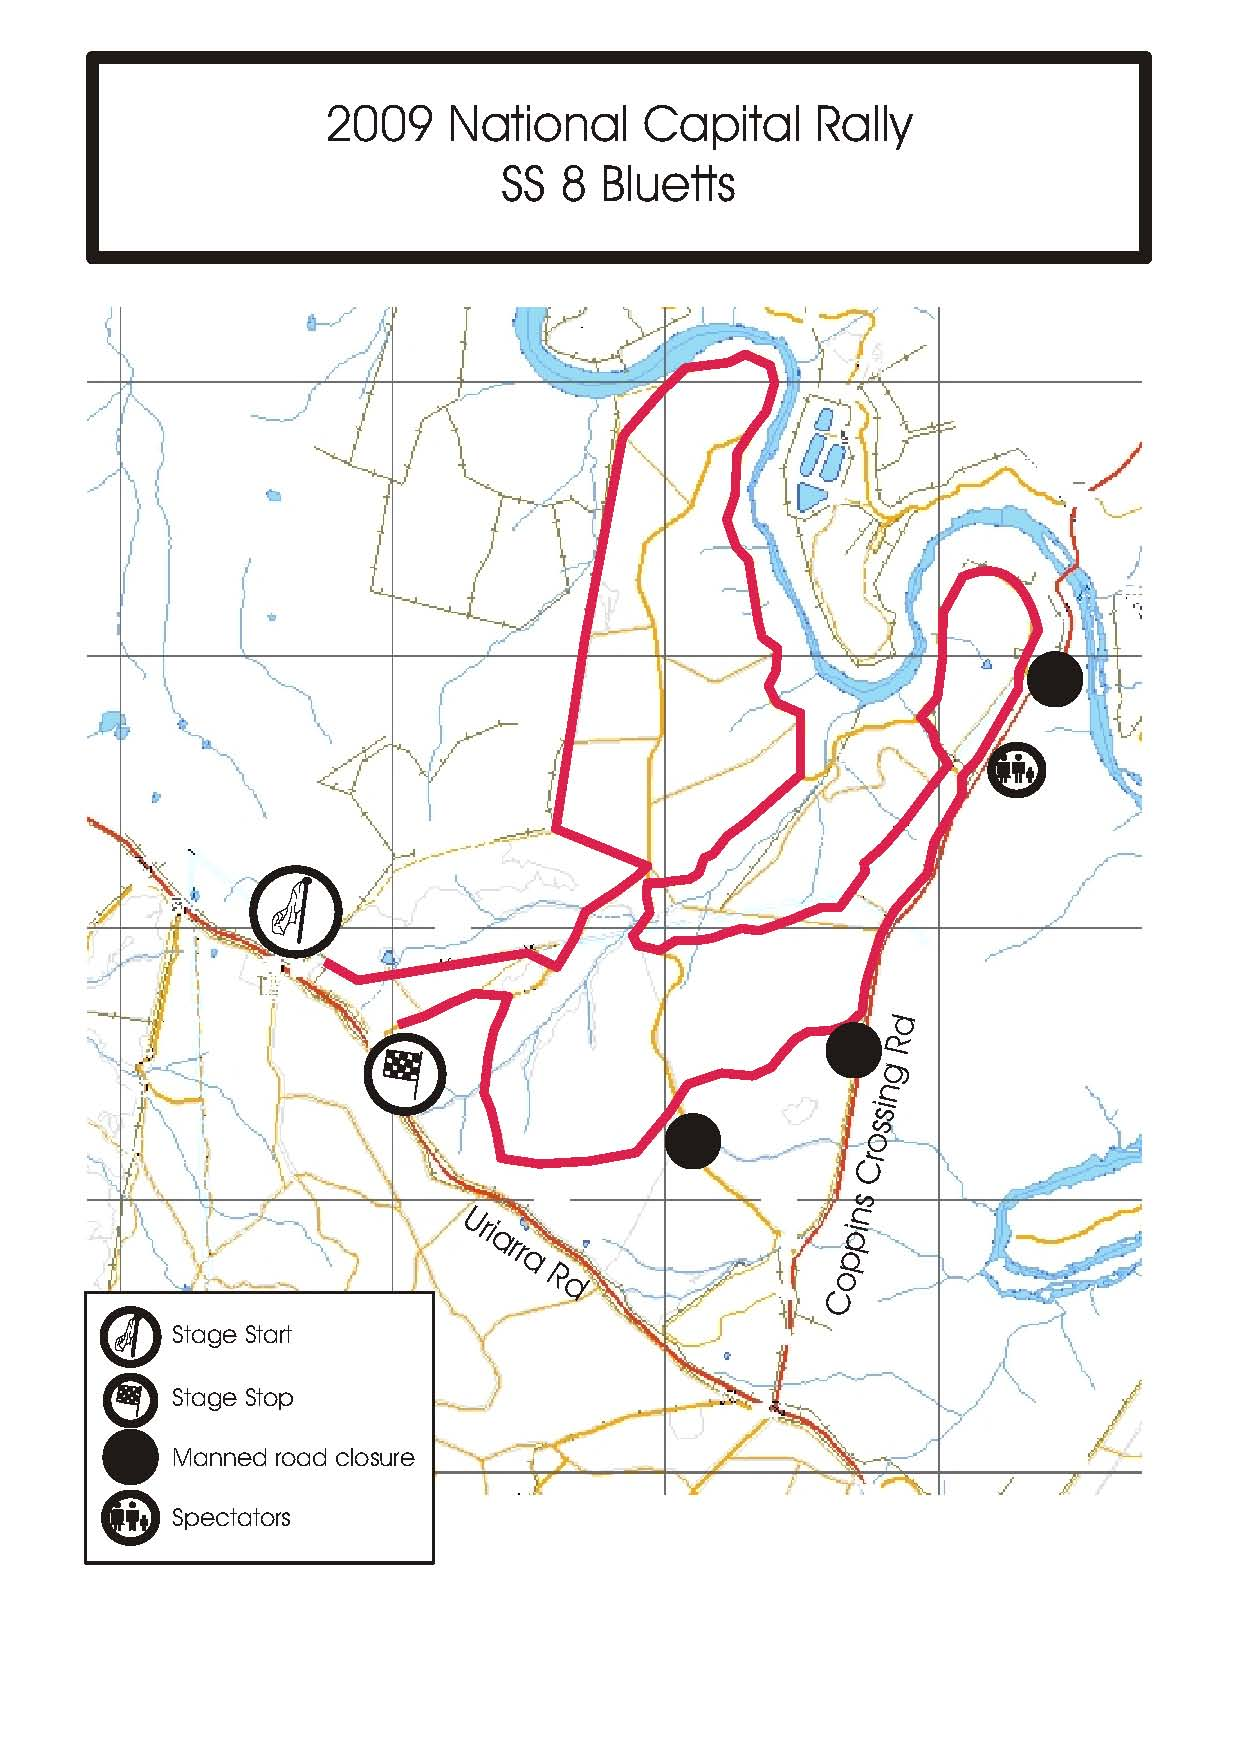 2009 National Capital Rally
SS 8 Bluetts
Coppins Crossing Rd
Uriarra Rd
Stage Start
Stage Stop
Manned road closure
Spectators